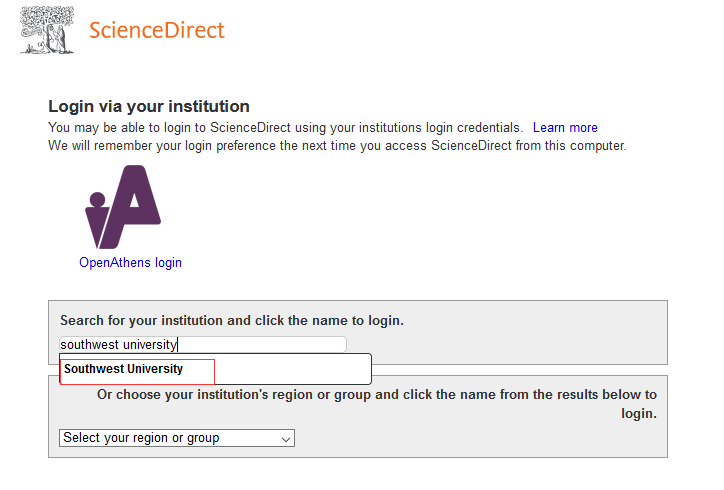 ScienceDirect
Login via your institution
You may be able to login to ScienceDirect using your institutions login credentials. Learn more
We will remember your login preference the next time you access ScienceDirect from this computer.
OpenAthens login
Search for your institution and click the name to login.
southwest university
Southwest University
Or choose your institution's region or group and click the name from the results below to
login.
Select your region or group